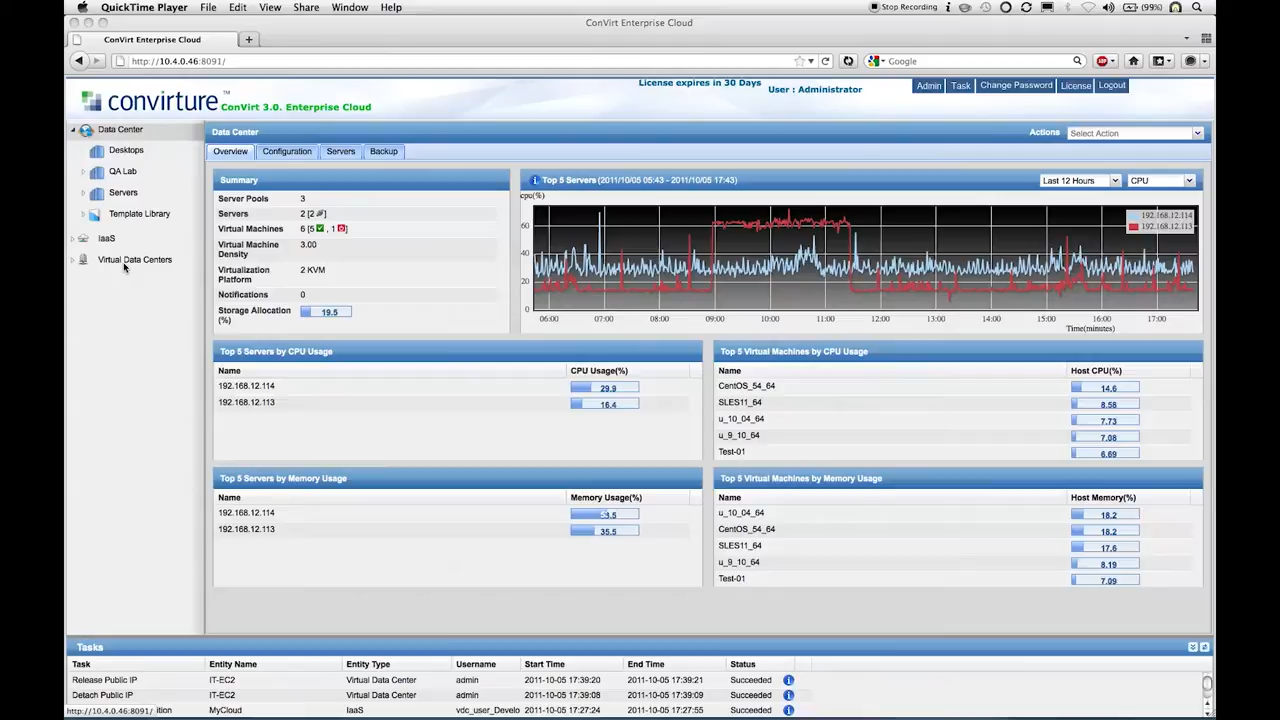 QuickTime Player File Edit View Share Window Help Stop Recording (99%)
ConVirt Enterprise Cloud
ConVirt Enterprise Cloud +
http://10.4.0.46:8091/ Google
convirture™ ConVirt 3.0. Enterprise Cloud
License expires in 30 Days User : Administrator Admin Task Change Password License Logout
Data Center
Desktops
QA Lab
Servers
Template Library
IaaS
Virtual Data Centers
Data Center Actions Select Action
Overview Configuration Servers Backup
Summary
Server Pools 3
Servers 2 [2 ]
Virtual Machines 6 [5 , 1 ]
Virtual Machine Density 3.00
Virtualization Platform 2 KVM
Notifications 0
Storage Allocation (%) 19.5
Top 5 Servers (2011/10/05 05:43 - 2011/10/05 17:43) Last 12 Hours CPU
cpu(%)
192.168.12.114
192.168.12.113
60
40
20
0
06:00 07:00 08:00 09:00 10:00 11:00 12:00 13:00 14:00 15:00 16:00 17:00
Time(minutes)
Top 5 Servers by CPU Usage
Name CPU Usage(%)
192.168.12.114 29.9
192.168.12.113 16.4
Top 5 Virtual Machines by CPU Usage
Name Host CPU(%)
CentOS_54_64 14.6
SLES11_64 8.58
u_10_04_64 7.73
u_9_10_64 7.08
Test-01 6.69
Top 5 Servers by Memory Usage
Name Memory Usage(%)
192.168.12.114
192.168.12.113 35.5
Top 5 Virtual Machines by Memory Usage
Name Host Memory(%)
u_10_04_64 18.2
CentOS_54_64 18.2
SLES11_64 17.6
u_9_10_64 8.19
Test-01 7.09
Tasks
Task Entity Name Entity Type Username Start Time End Time Status
Release Public IP IT-EC2 Virtual Data Center admin 2011-10-05 17:39:20 2011-10-05 17:39:21 Succeeded
Detach Public IP IT-EC2 Virtual Data Center admin 2011-10-05 17:39:08 2011-10-05 17:39:09 Succeeded
http://10.4.0.46:8091/ ition MyCloud IaaS vdc_user_Develo 2011-10-05 17:27:24 2011-10-05 17:27:55 Succeeded